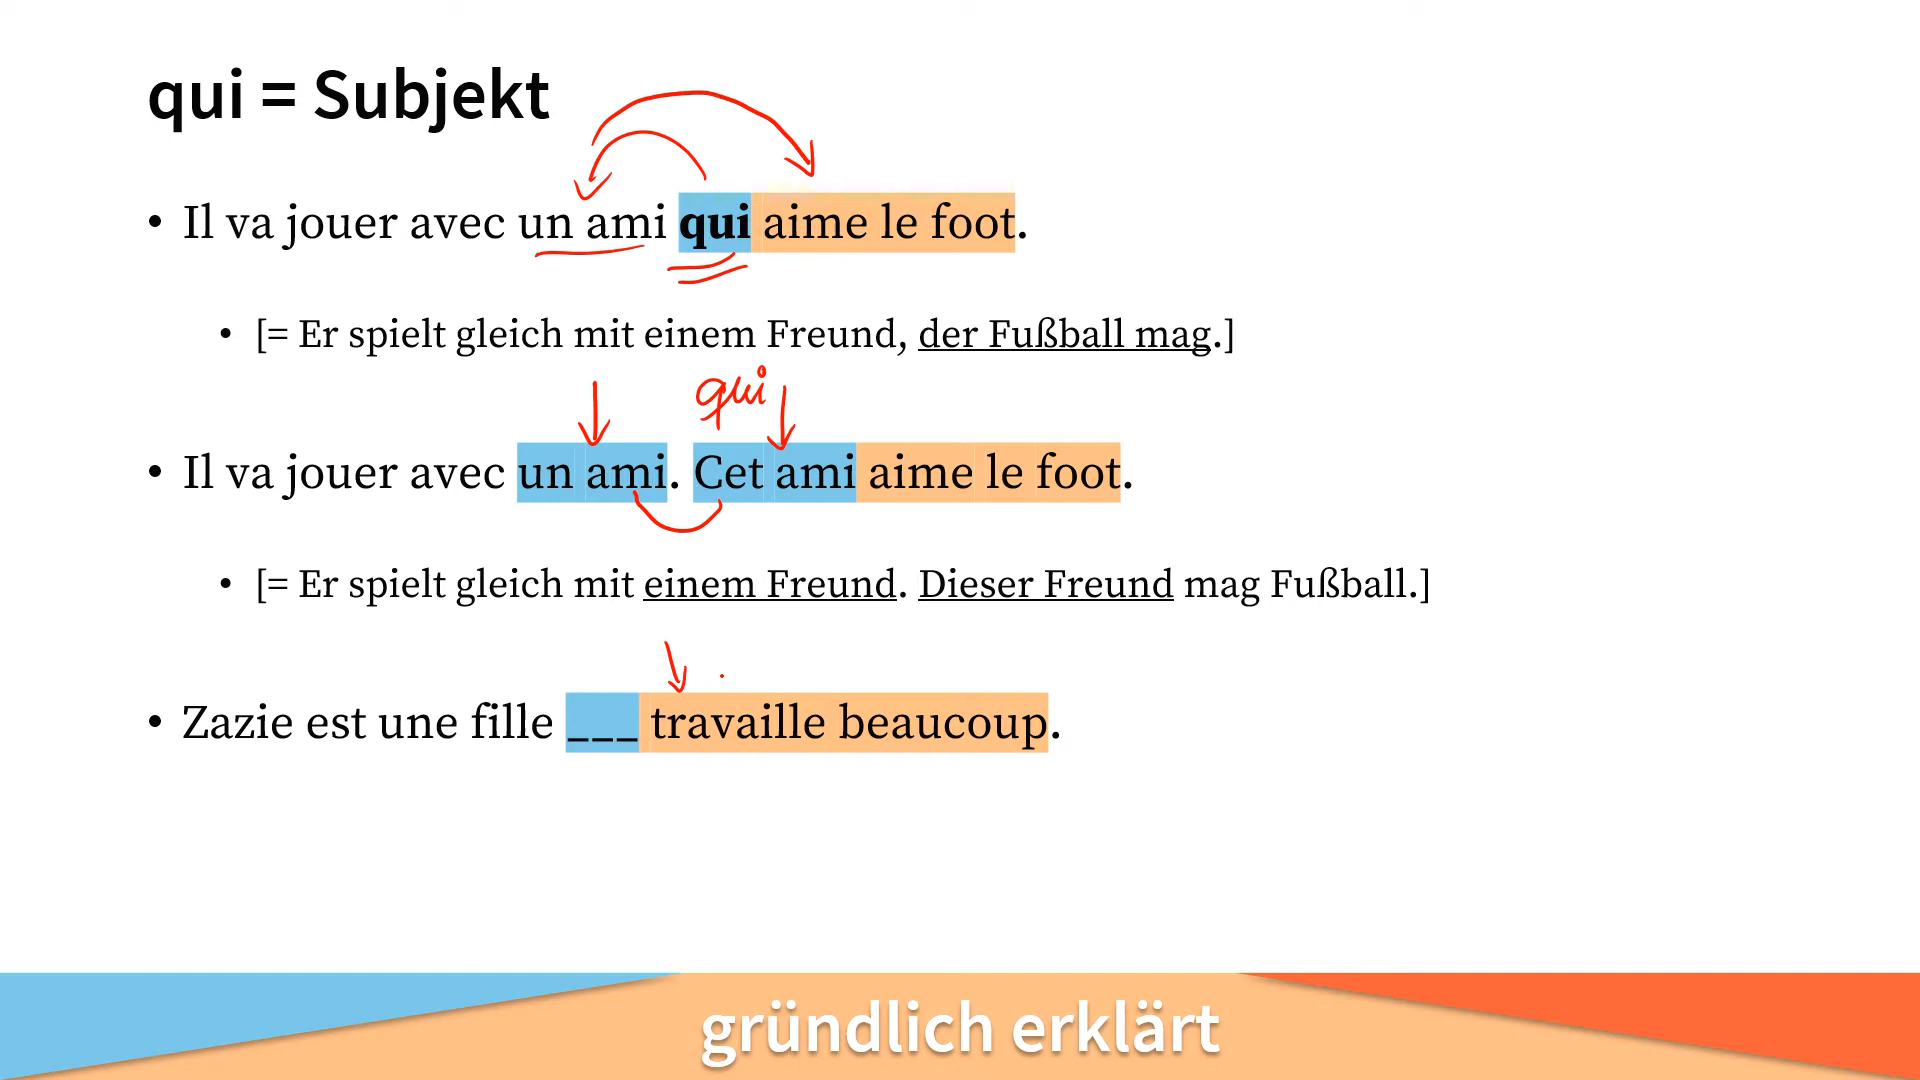 qui = Subjekt
• Il va jouer avec un ami qui aime le foot.
• [= Er spielt gleich mit einem Freund, der Fußball mag.]
qui
• Il va jouer avec un ami. Cet ami aime le foot.
• [= Er spielt gleich mit einem Freund. Dieser Freund mag Fußball.]
• Zazie est une fille ___ travaille beaucoup.
gründlich erklärt